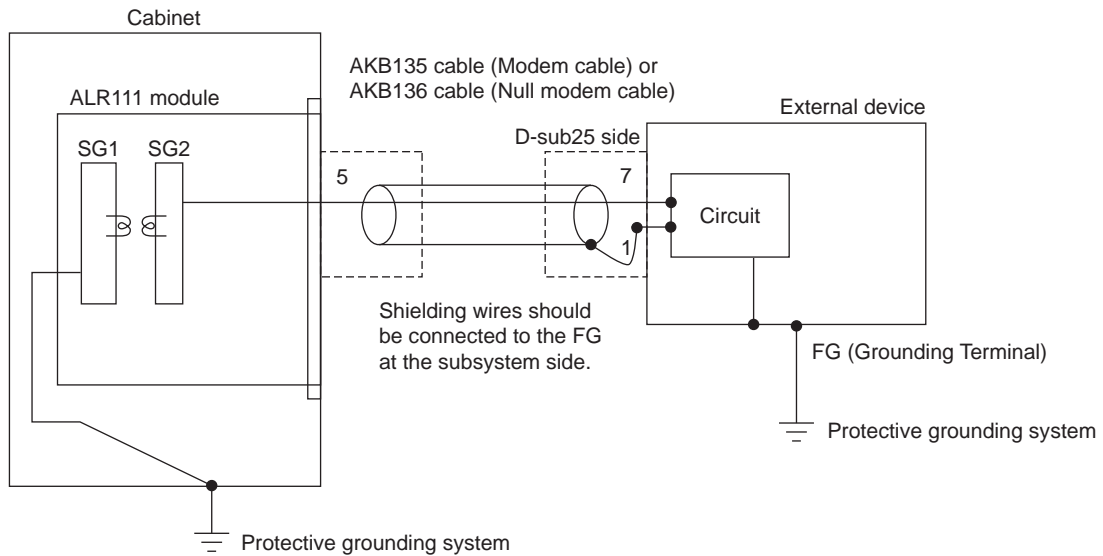 Cabinet
AKB135 cable (Modem cable) or
AKB136 cable (Null modem cable)
ALR111 module
External device
D-sub25 side
SG1 SG2
5
7
Circuit
1
Shielding wires should
be connected to the FG
at the subsystem side.
FG (Grounding Terminal)
Protective grounding system
Protective grounding system